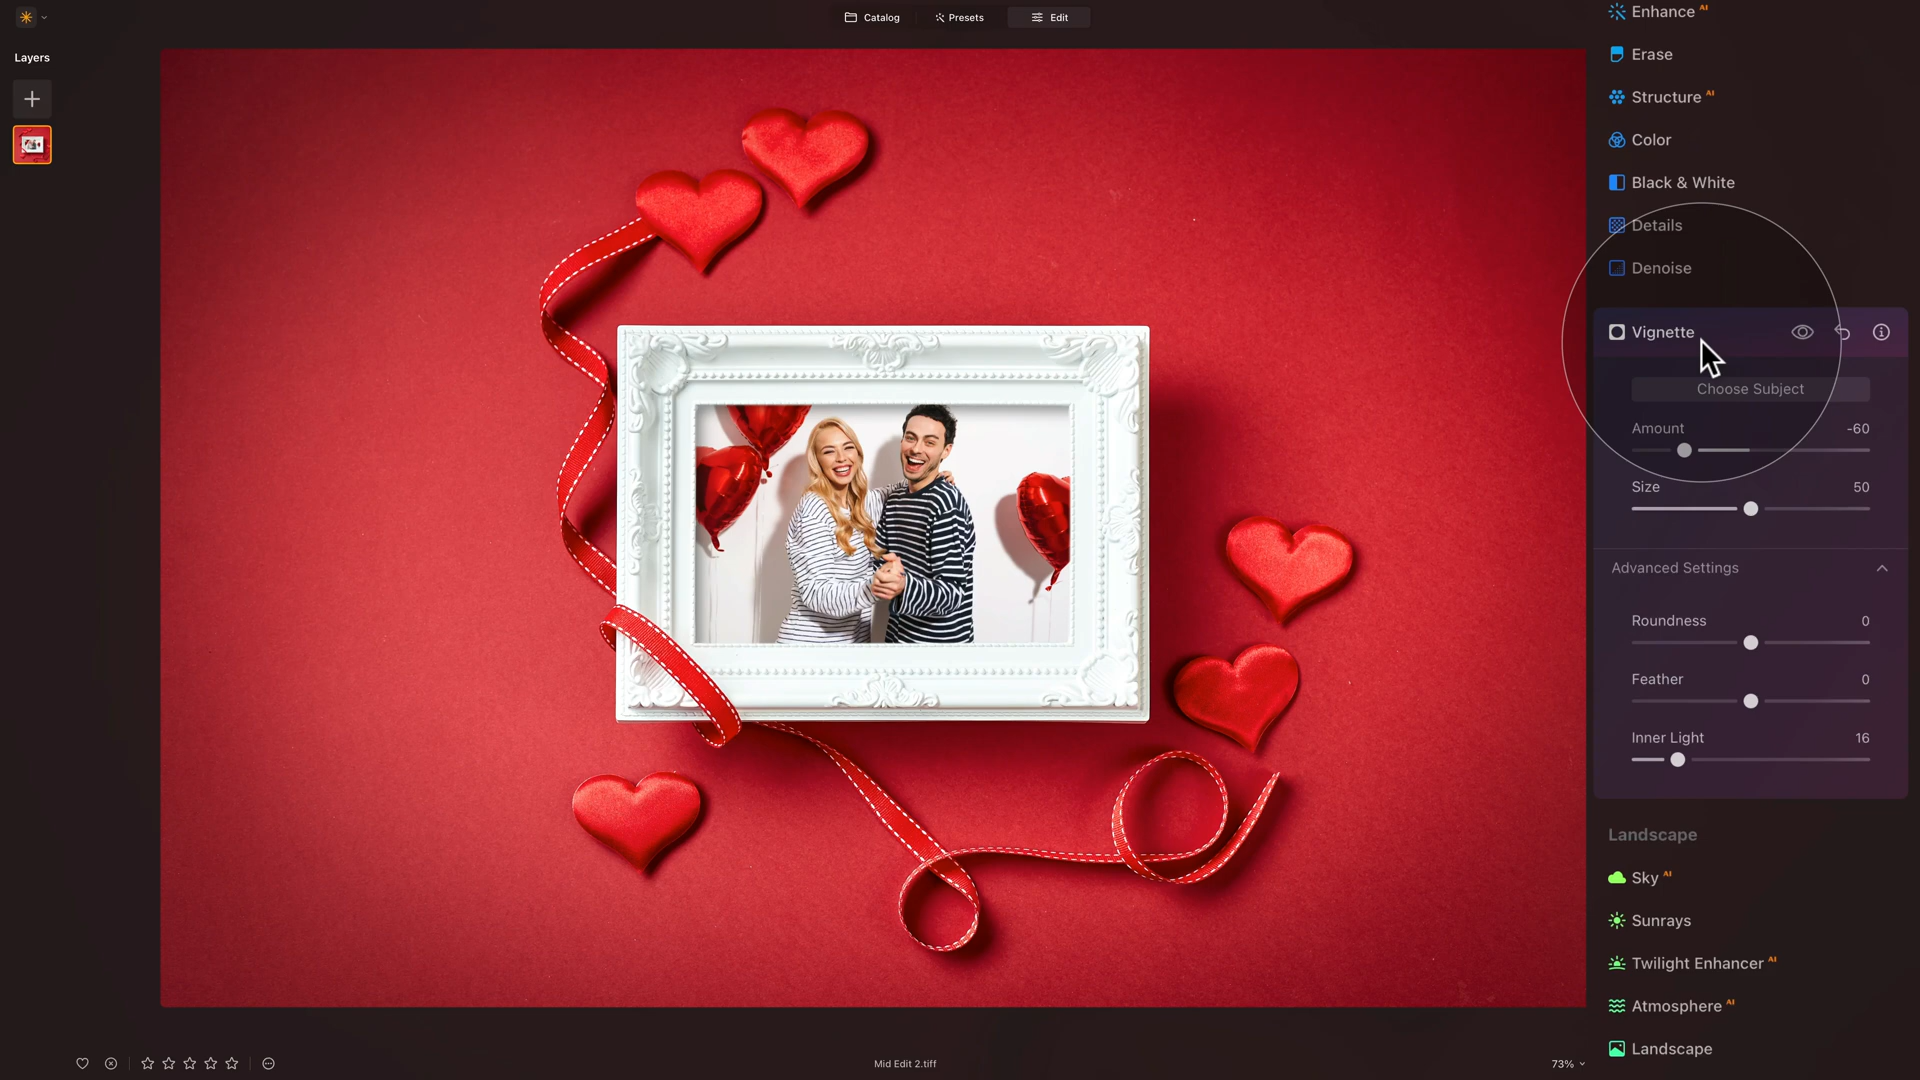 Catalog
Presets
Edit
Layers
Enhance AI
Erase
Structure AI
Color
Black & White
Details
Denoise
Vignette
Choose Subject
Amount -60
Size 50
Advanced Settings
Roundness 0
Feather 0
Inner Light 16
Landscape
Sky AI
Sunrays
Twilight Enhancer AI
Atmosphere AI
Landscape
Mid Edit 2.tiff
73%